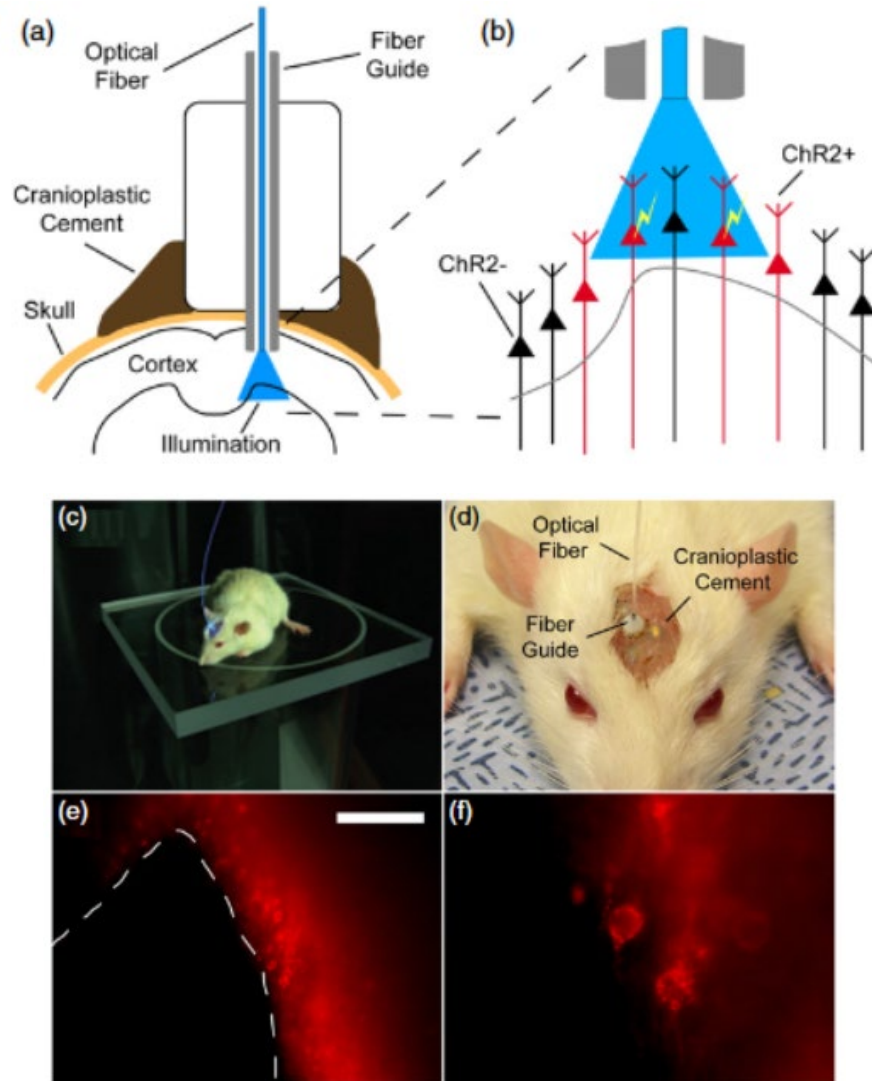 (a)
Optical
Fiber
Fiber
Guide
Cranioplastic
Cement
Skull
Cortex
Illumination
(b)
ChR2+
ChR2-
(c)
(d)
Optical
Fiber
Cranioplastic
Cement
Fiber
Guide
(e)
(f)